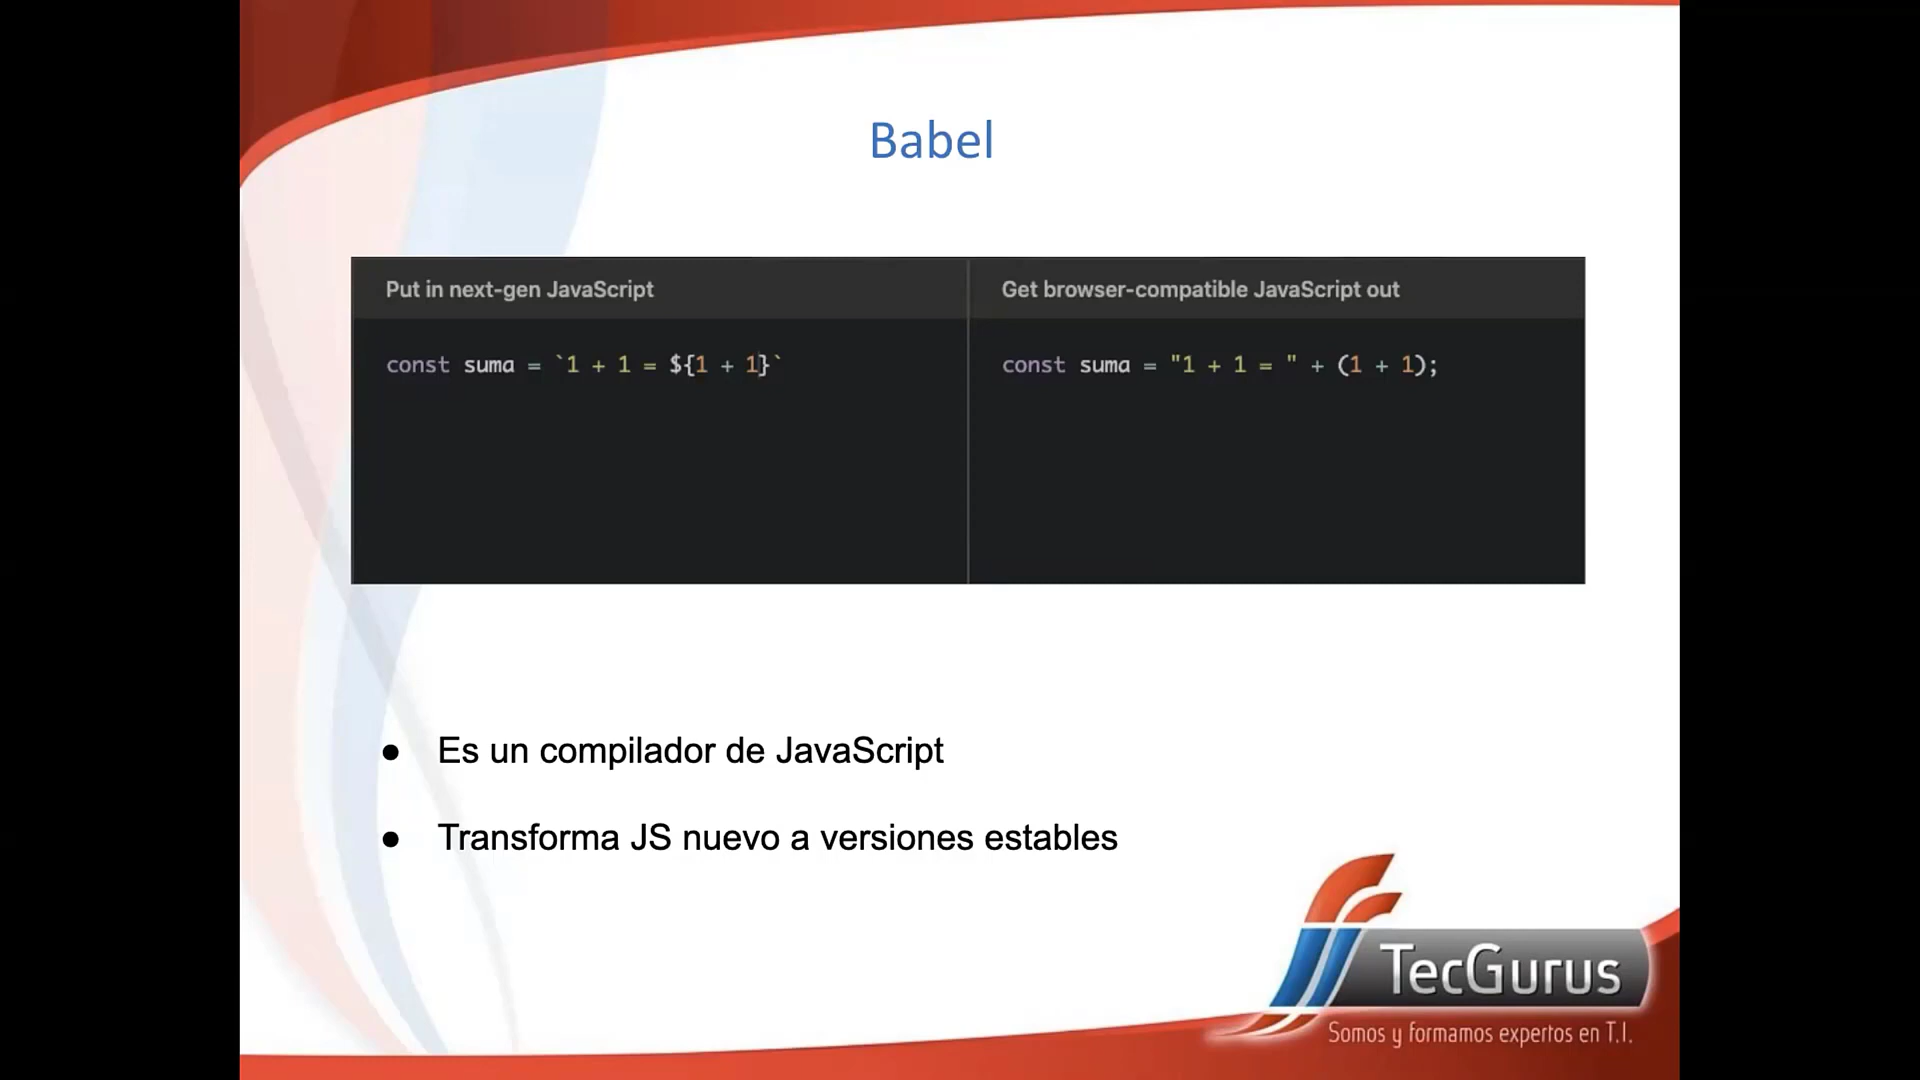 Babel
Put in next-gen JavaScript
Get browser-compatible JavaScript out
const suma = `1 + 1 = ${1 + 1}`
const suma = "1 + 1 = " + (1 + 1);
● Es un compilador de JavaScript
● Transforma JS nuevo a versiones estables
TecGurus
Somos y formamos expertos en T.I.